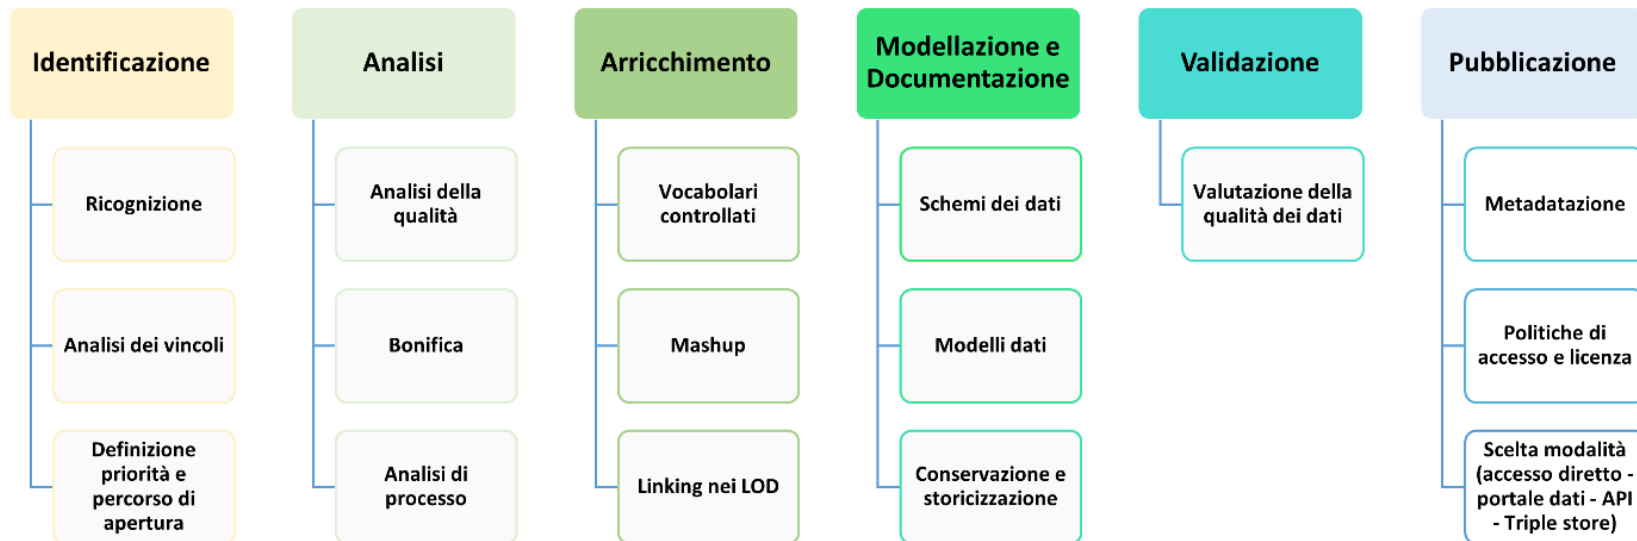 Identificazione
Ricognizione
Analisi dei vincoli
Definizione
priorità e
percorso di
apertura
Analisi
Analisi della
qualità
Bonifica
Analisi di
processo
Arricchimento
Vocabolari
controllati
Mashup
Linking nei LOD
Modellazione e
Documentazione
Schemi dei dati
Modelli dati
Conservazione e
storicizzazione
Validazione
Valutazione della
qualità dei dati
Pubblicazione
Metadatazione
Politiche di
accesso e licenza
Scelta modalità
(accesso diretto -
portale dati - API
- Triple store)